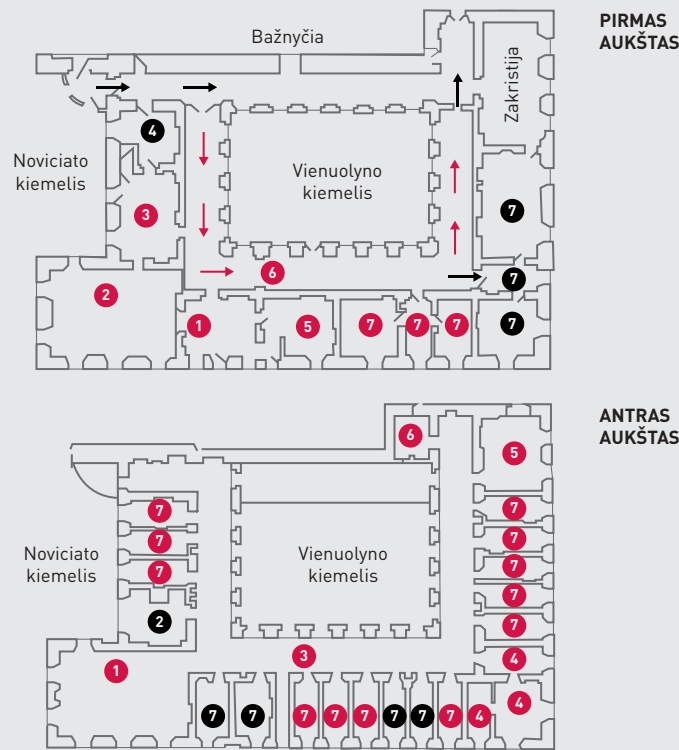 PIRMAS
AUKŠTAS
Bažnyčia
Zakristija
4
Noviciato
kiemelis
Vienuolyno
kiemelis
3
7
6
7
2
1
5
7
7
7
7
ANTRAS
AUKŠTAS
6
5
7
7
7
7
7
Noviciato
kiemelis
Vienuolyno
kiemelis
7
7
2
7
3
4
1
4
7
7
7
7
7
7
7
7
4